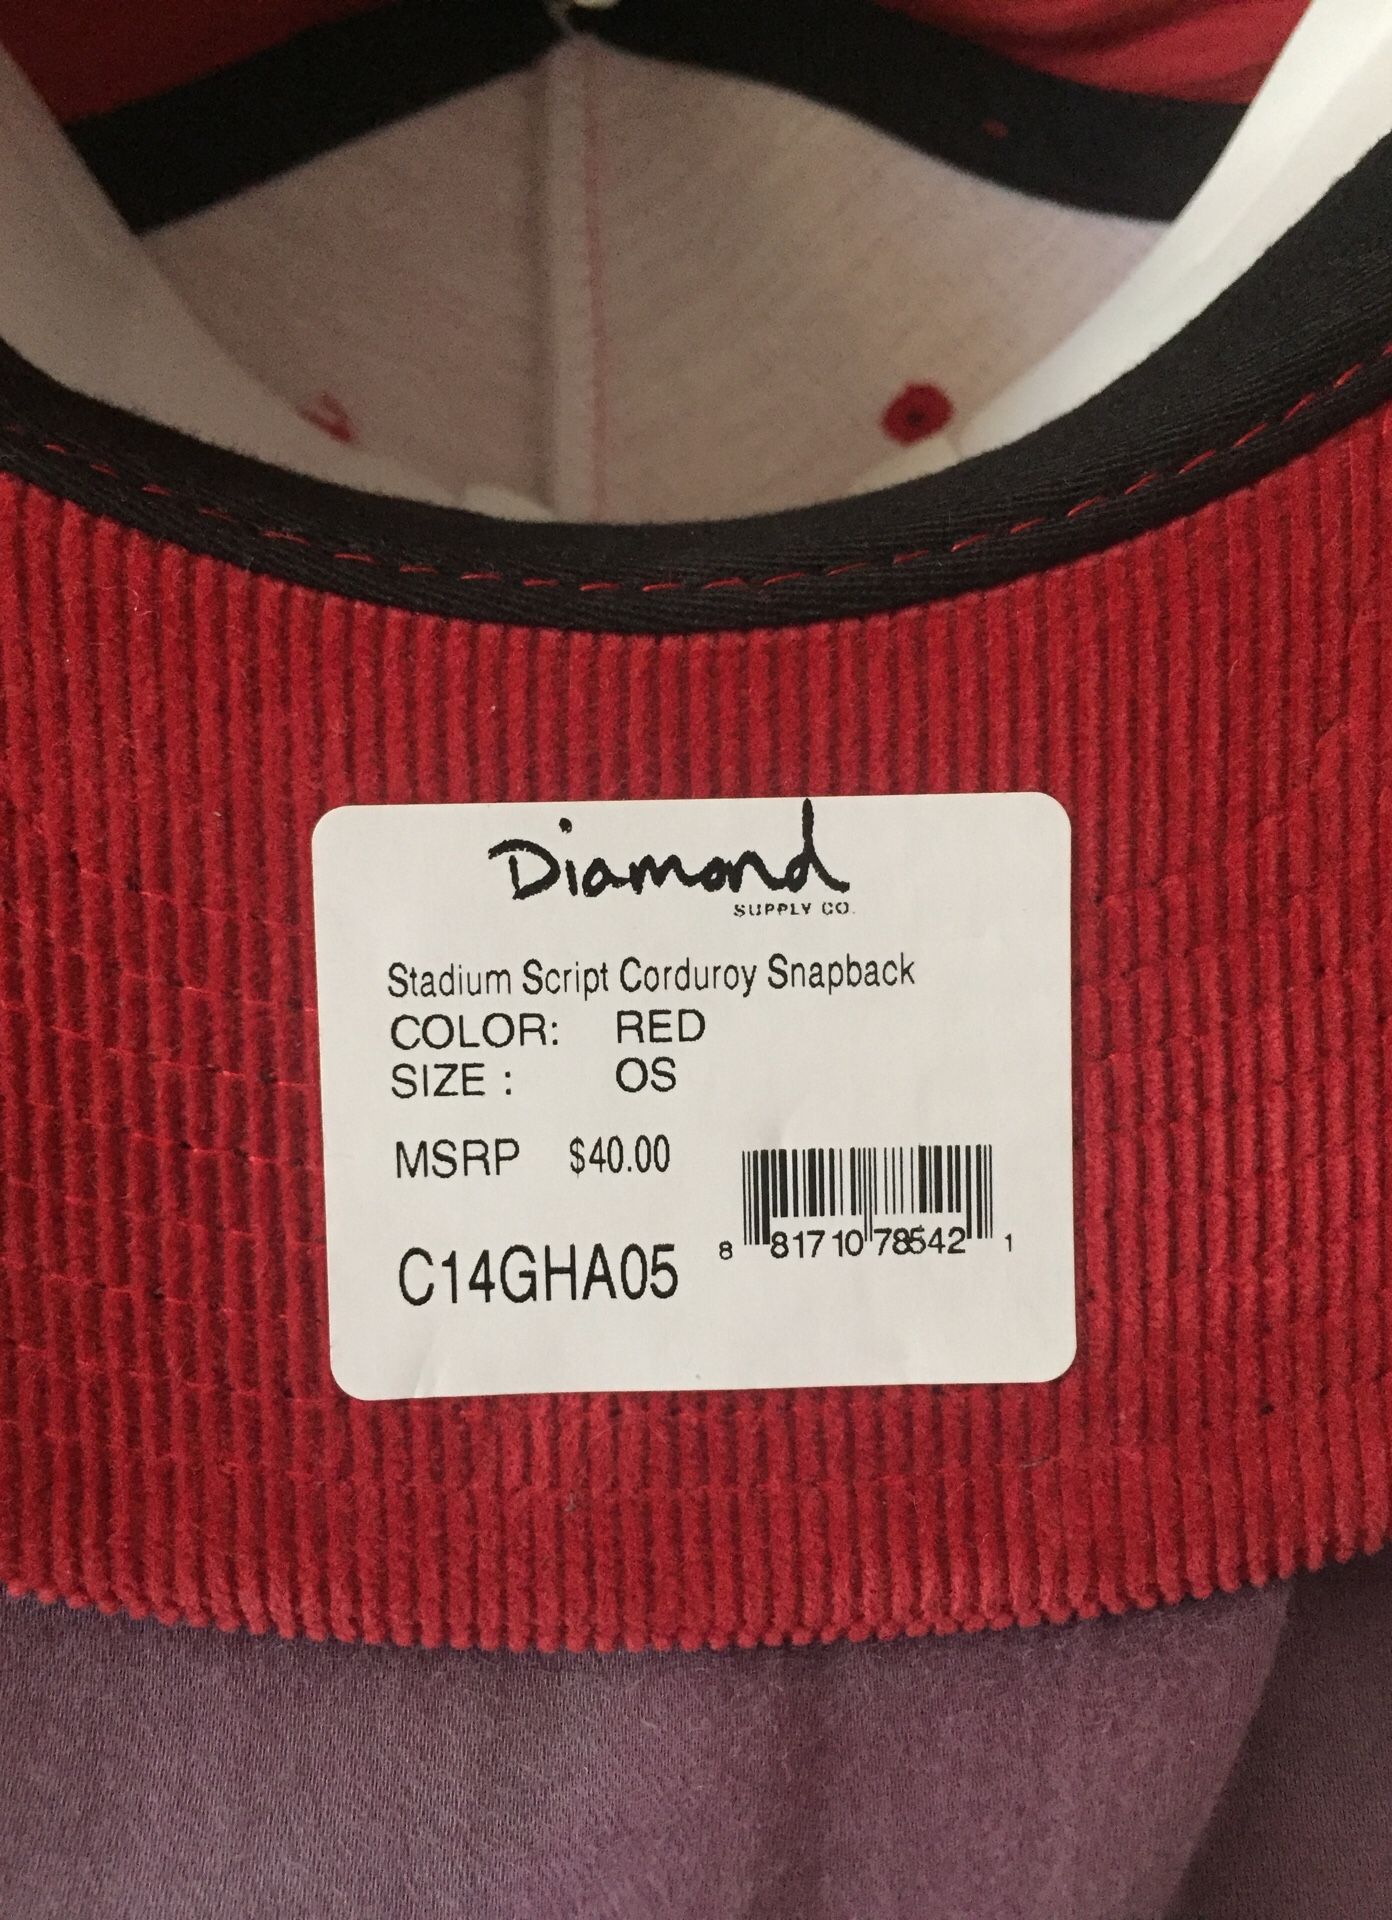 Diamond
SUPPLY CO.
Stadium Script Corduroy Snapback
COLOR: RED
SIZE : OS
MSRP $40.00
C14GHA05
8 81710 78542 1